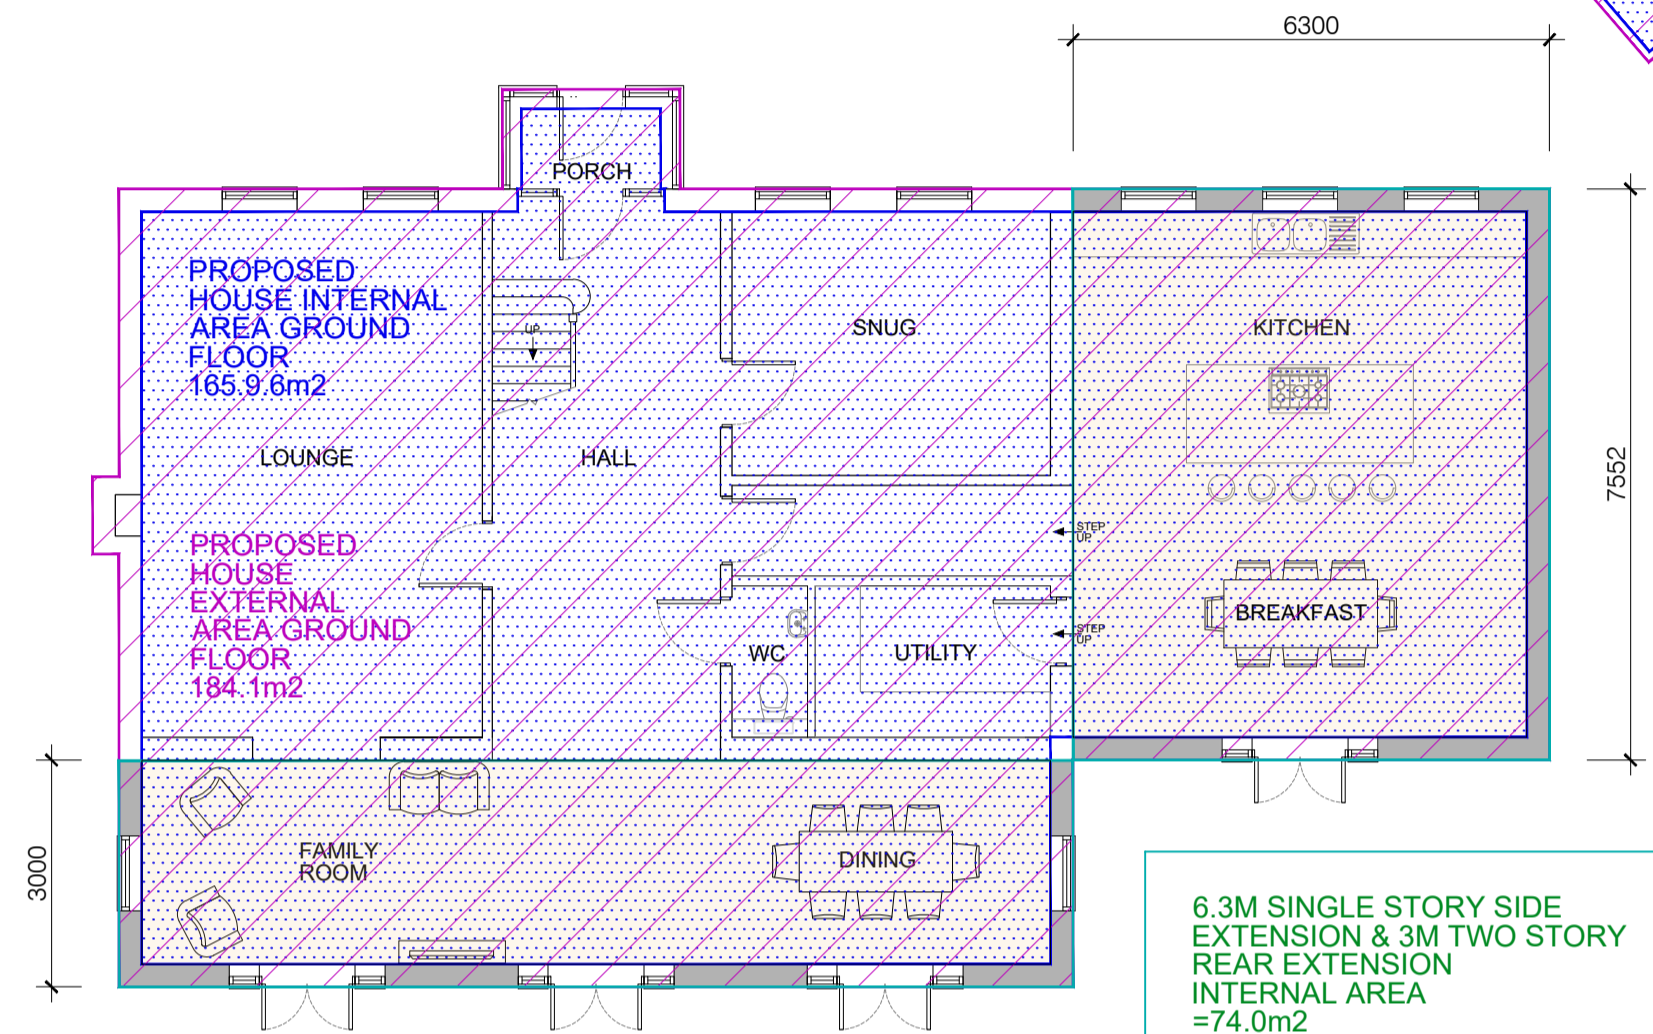 6300
PORCH
PROPOSED
HOUSE INTERNAL
AREA GROUND
FLOOR
165.9.6m2
UP
SNUG
KITCHEN
LOUNGE
HALL
7552
PROPOSED
HOUSE
EXTERNAL
AREA GROUND
FLOOR
184.1m2
STEP
UP
BREAKFAST
STEP
UP
WC
UTILITY
3000
FAMILY
ROOM
DINING
6.3M SINGLE STORY SIDE
EXTENSION & 3M TWO STORY
REAR EXTENSION
INTERNAL AREA
=74.0m2